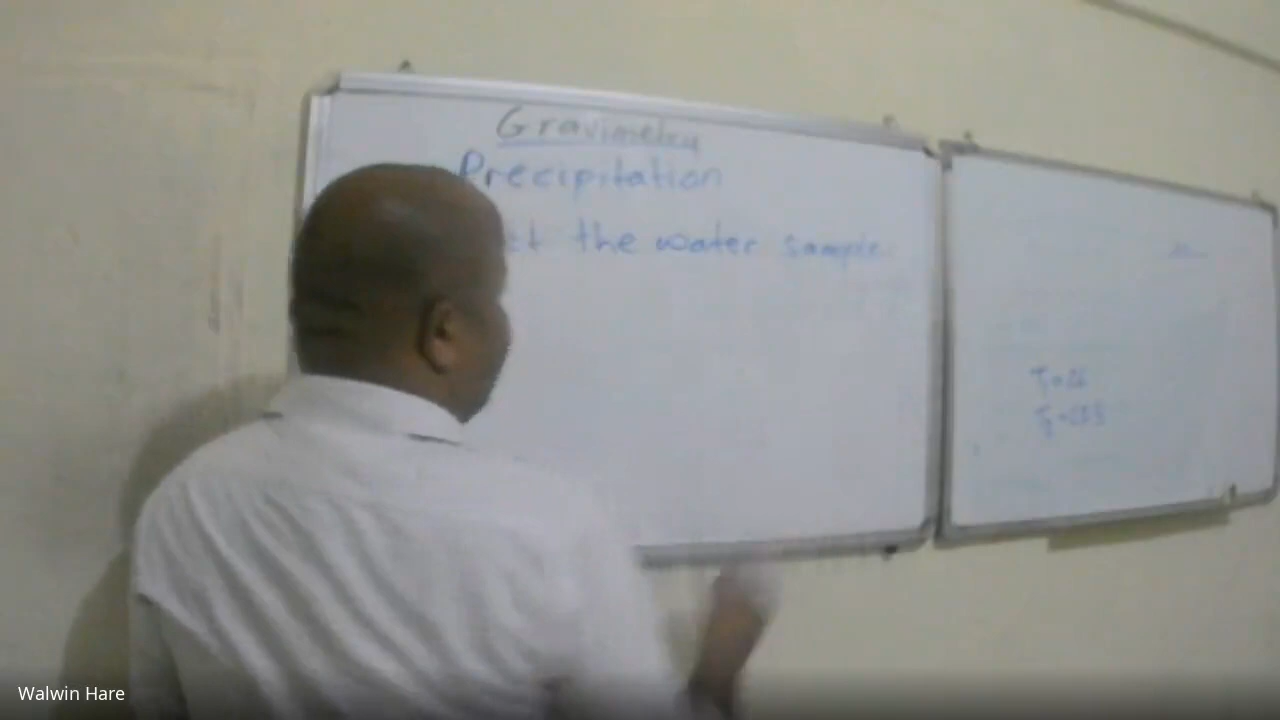 Gravimetry
Precipitation
the water sample
Walwin Hare